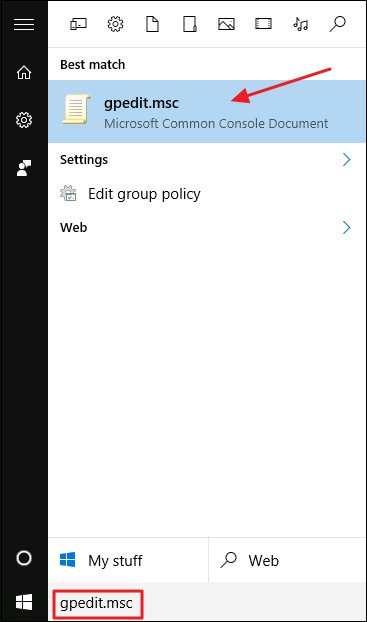 Best match
gpedit.msc
Microsoft Common Console Document
Settings
Edit group policy
Web
My stuff
Web
gpedit.msc